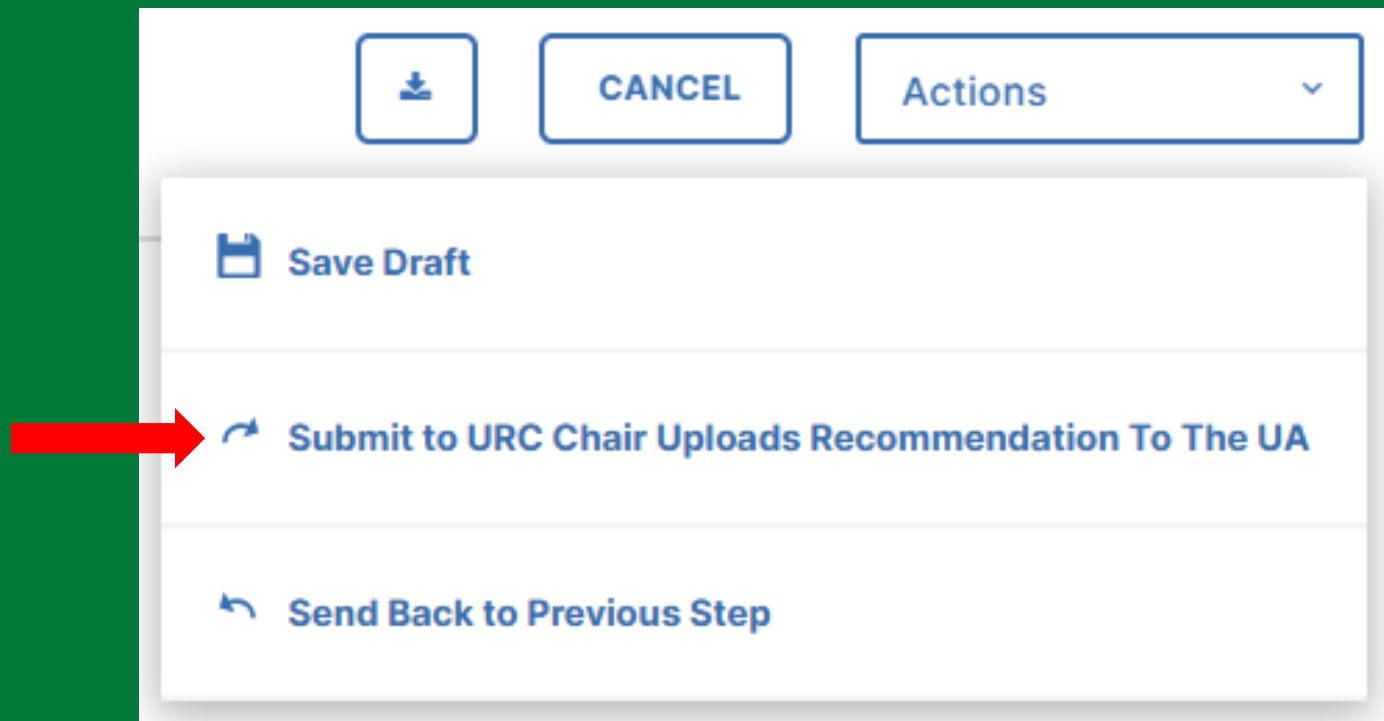 CANCEL
Actions
Save Draft
Submit to URC Chair Uploads Recommendation To The UA
Send Back to Previous Step